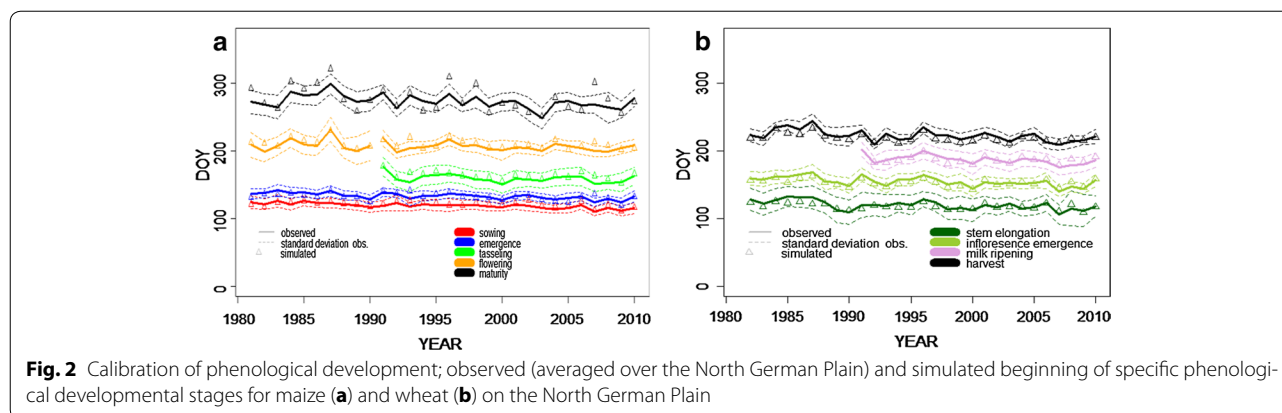 a
300
200
100
0
DOY
observed
standard deviation obs.
simulated
sowing
emergence
tasseling
flowering
maturity
1980 1985 1990 1995 2000 2005 2010
YEAR
b
300
200
100
0
DOY
observed
standard deviation obs.
simulated
stem elongation
infloresence emergence
milk ripening
harvest
1980 1985 1990 1995 2000 2005 2010
YEAR
Fig. 2 Calibration of phenological development; observed (averaged over the North German Plain) and simulated beginning of specific phenologi-
cal developmental stages for maize (a) and wheat (b) on the North German Plain